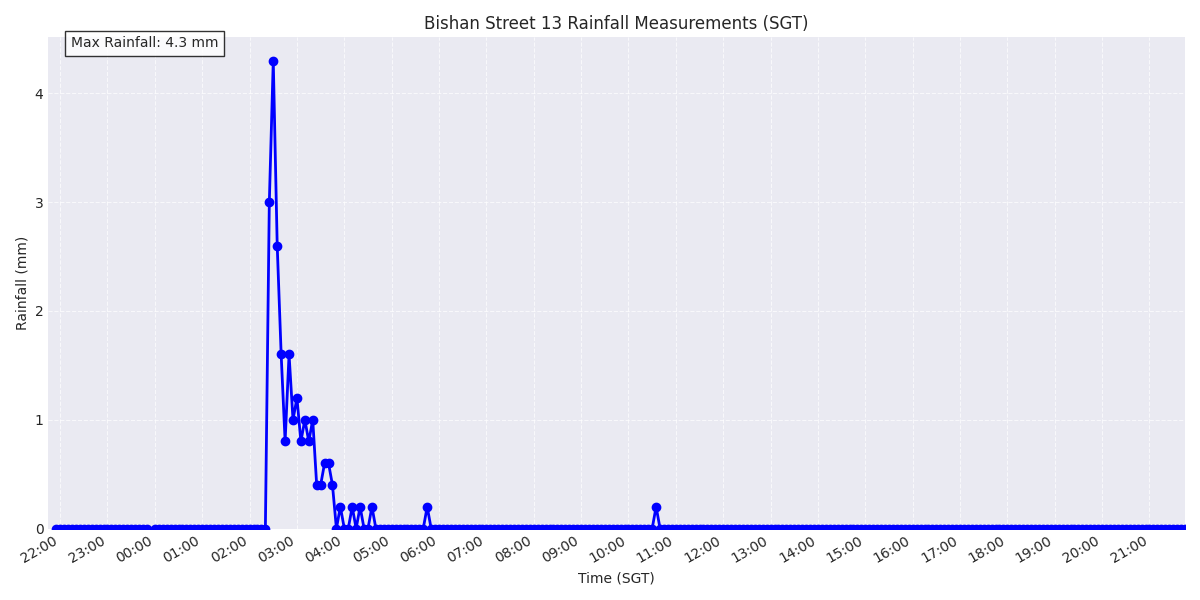 Bishan Street 13 Rainfall Measurements (SGT)
Max Rainfall: 4.3 mm
Rainfall (mm)
4
3
2
1
0
22:00 23:00 00:00 01:00 02:00 03:00 04:00 05:00 06:00 07:00 08:00 09:00 10:00 11:00 12:00 13:00 14:00 15:00 16:00 17:00 18:00 19:00 20:00 21:00
Time (SGT)